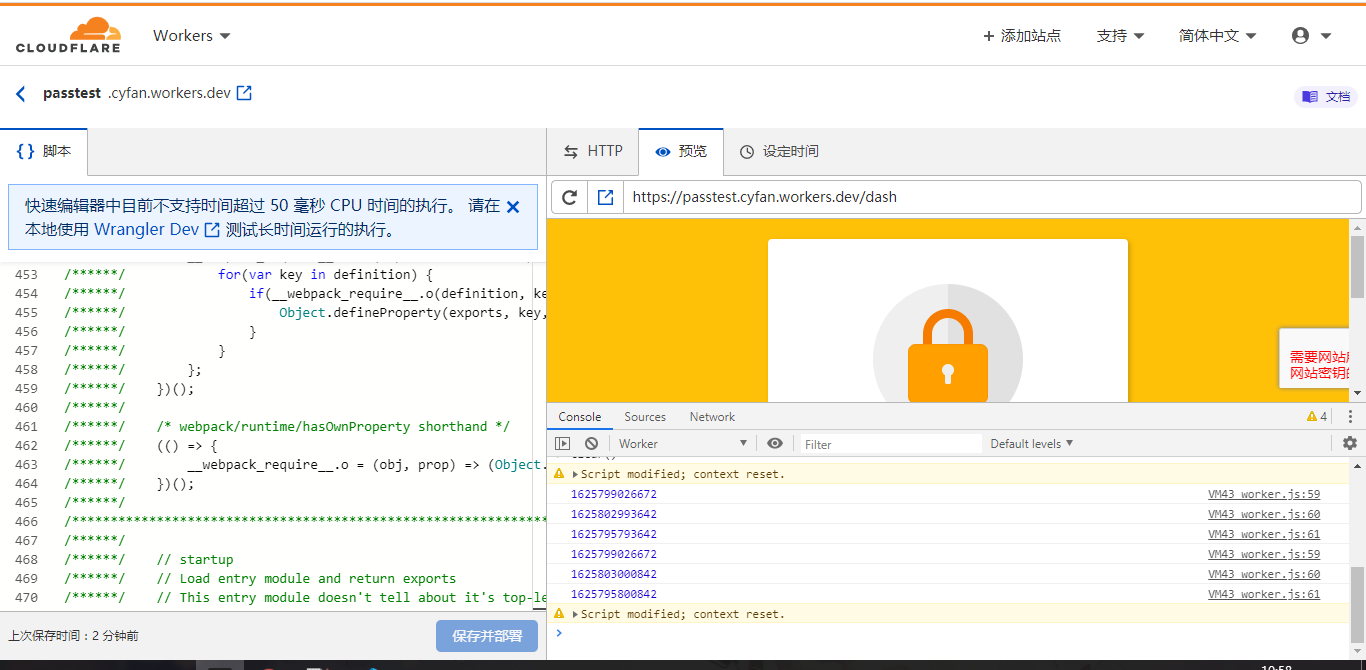 CLOUDFLARE
Workers
添加站点
支持
简体中文
passtest .cyfan.workers.dev
文档
{} 脚本
HTTP
预览
设定时间
快速编辑器中目前不支持时间超过 50 毫秒 CPU 时间的执行。 请在
本地使用 Wrangler Dev 测试长时间运行的执行。
https://passtest.cyfan.workers.dev/dash
453 /******/ for(var key in definition) {
454 /******/ if(__webpack_require__.o(definition, ke
455 /******/ Object.defineProperty(exports, key,
456 /******/ }
457 /******/ }
458 /******/ };
459 /******/ })();
460 /******/
461 /******/ /* webpack/runtime/hasOwnProperty shorthand */
462 /******/ (() => {
463 /******/ __webpack_require__.o = (obj, prop) => (Object.
464 /******/ })();
465 /******/
466 /************************************************************************
467 /******/
468 /******/ // startup
469 /******/ // Load entry module and return exports
470 /******/ // This entry module doesn't tell about it's top-le
上次保存时间：2 分钟前
保存并部署
需要网站
网站密钥的
Console
Sources
Network
4
Worker
Filter
Default levels
Script modified; context reset.
1625799026672 VM43 worker.js:59
1625802993642 VM43 worker.js:60
1625795793642 VM43 worker.js:61
1625799026672 VM43 worker.js:59
1625803000842 VM43 worker.js:60
1625795800842 VM43 worker.js:61
Script modified; context reset.
10:58